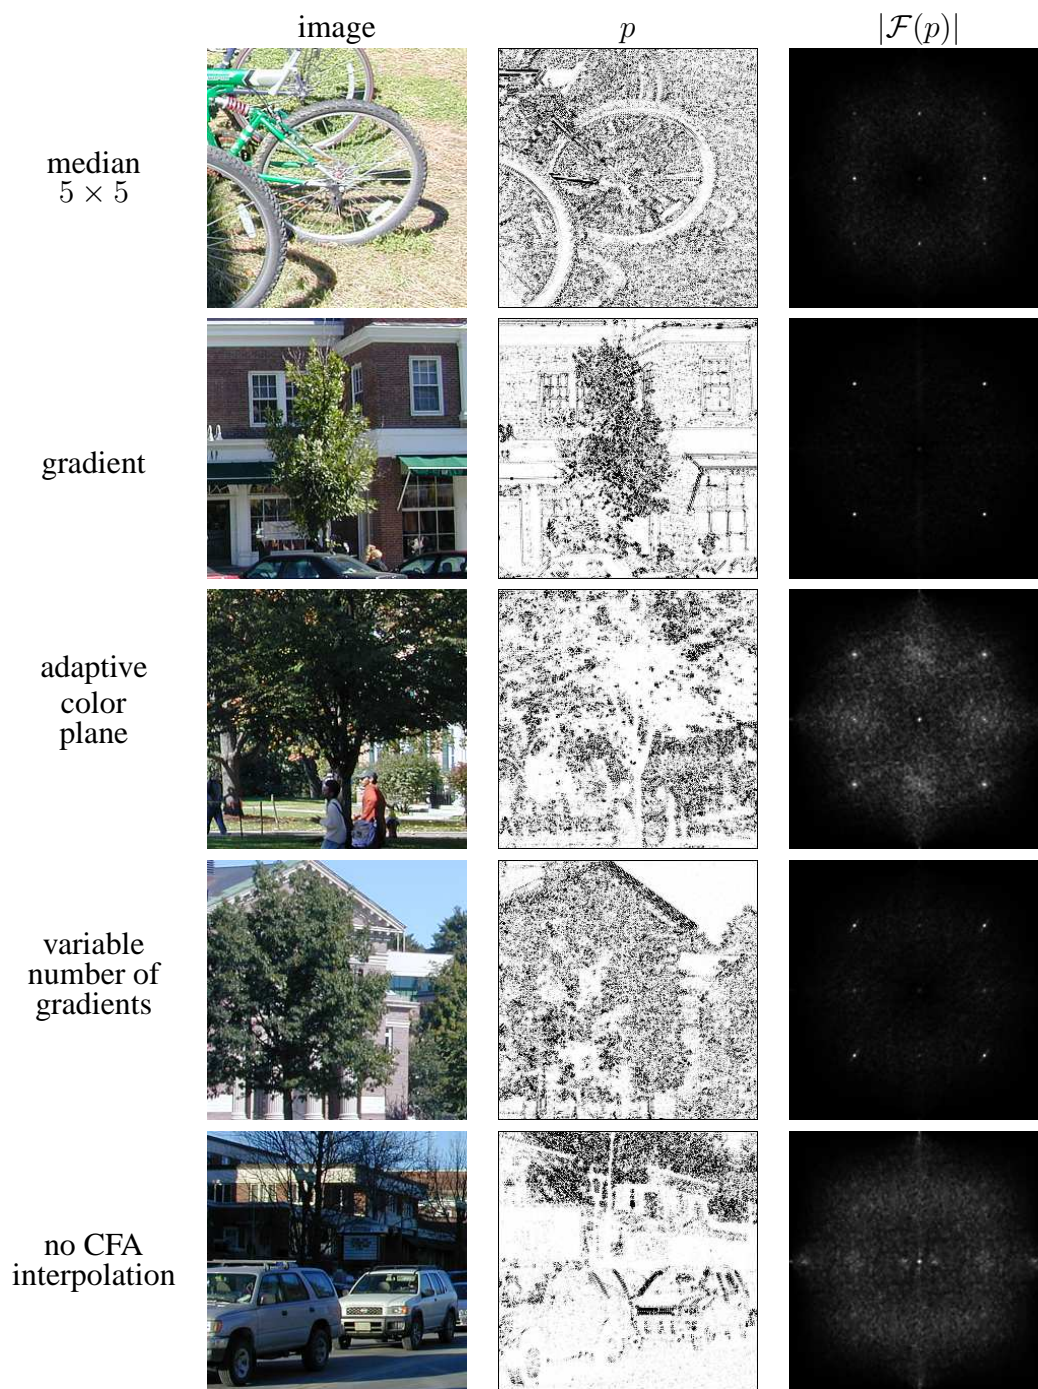 image p |F(p)|
median
5 × 5
gradient
adaptive
color
plane
variable
number of
gradients
no CFA
interpolation